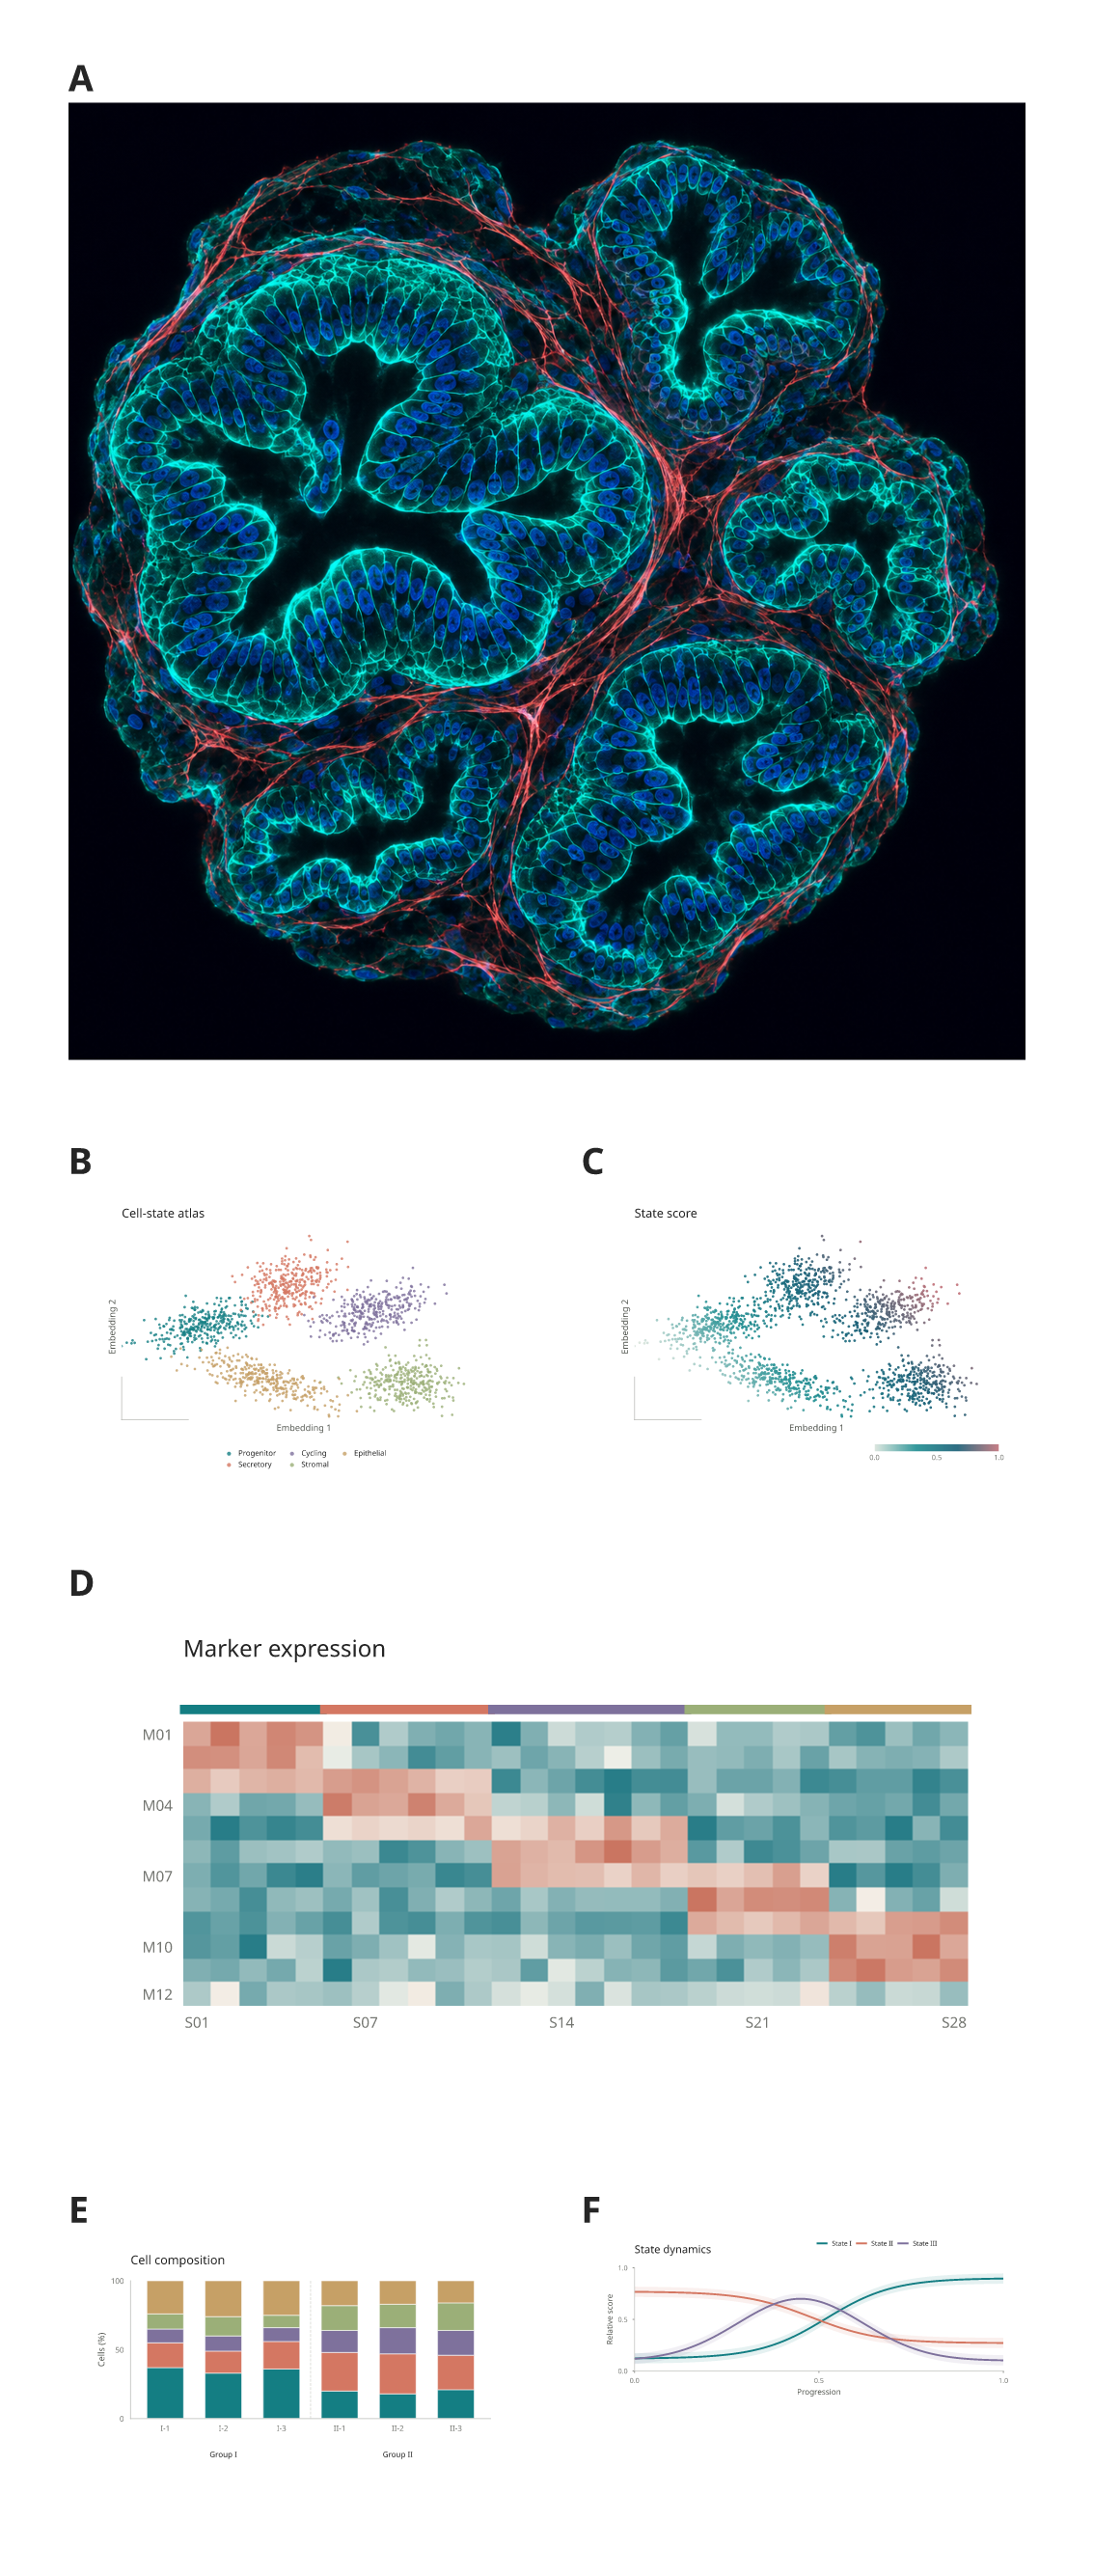 A
B
C
Cell-state atlas
State score
Embedding 2
Embedding 1
Progenitor Cycling Epithelial
Secretory Stromal
Embedding 2
Embedding 1
0.0 0.5 1.0
D
Marker expression
M01
M04
M07
M10
M12
S01 S07 S14 S21 S28
E
F
Cell composition
100
50
0
Cells (%)
I-1 I-2 I-3 II-1 II-2 II-3
Group I Group II
State dynamics
State I State II State III
1.0
0.5
0.0
Relative score
0.0 0.5 1.0
Progression